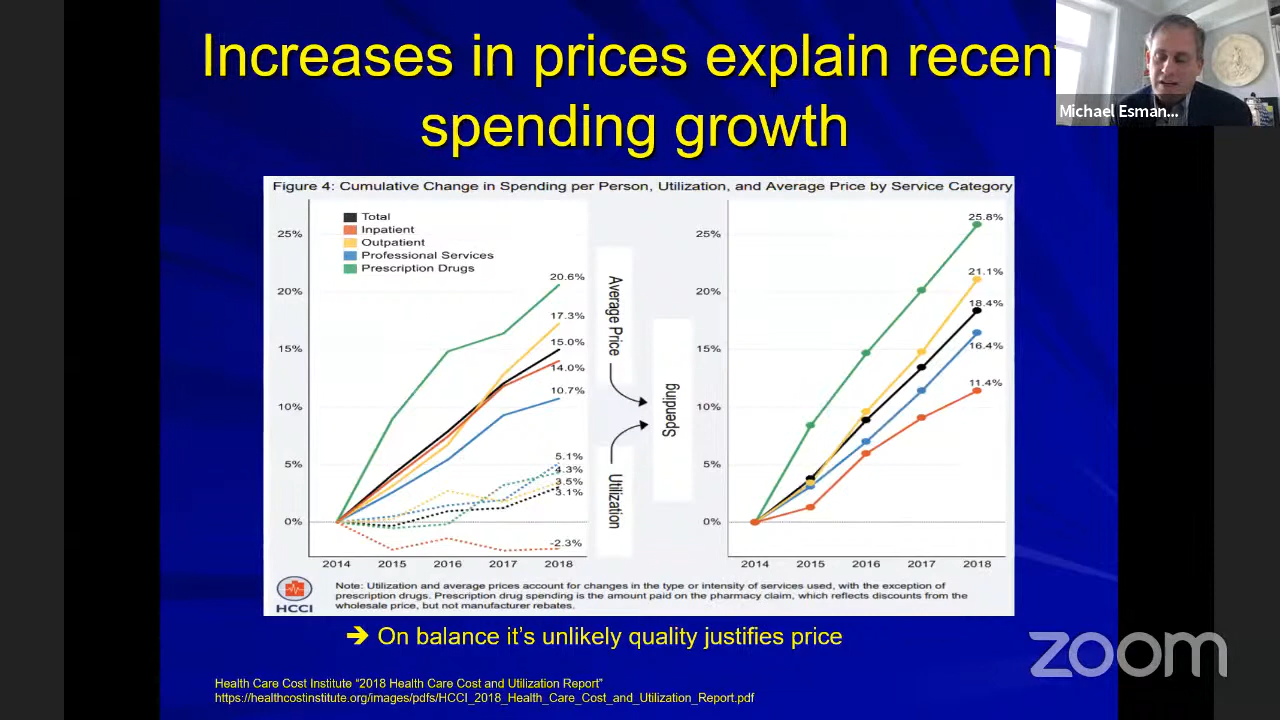 Increases in prices explain recen
spending growth
Michael Esman...
Figure 4: Cumulative Change in Spending per Person, Utilization, and Average Price by Service Category
Total
Inpatient
Outpatient
Professional Services
Prescription Drugs
25%
20%
15%
10%
5%
0%
20.6%
17.3%
15.0%
14.0%
10.7%
5.1%
4.3%
3.5%
3.1%
-2.3%
2014 2015 2016 2017 2018
Average Price
Utilization
Spending
25%
20%
15%
10%
5%
0%
25.8%
21.1%
18.4%
16.4%
11.4%
2014 2015 2016 2017 2018
HCCI
Note: Utilization and average prices account for changes in the type or intensity of services used, with the exception of
prescription drugs. Prescription drug spending is the amount paid on the pharmacy claim, which reflects discounts from the
wholesale price, but not manufacturer rebates.
➔ On balance it's unlikely quality justifies price
zoom
Health Care Cost Institute "2018 Health Care Cost and Utilization Report"
https://healthcostinstitute.org/images/pdfs/HCCI_2018_Health_Care_Cost_and_Utilization_Report.pdf